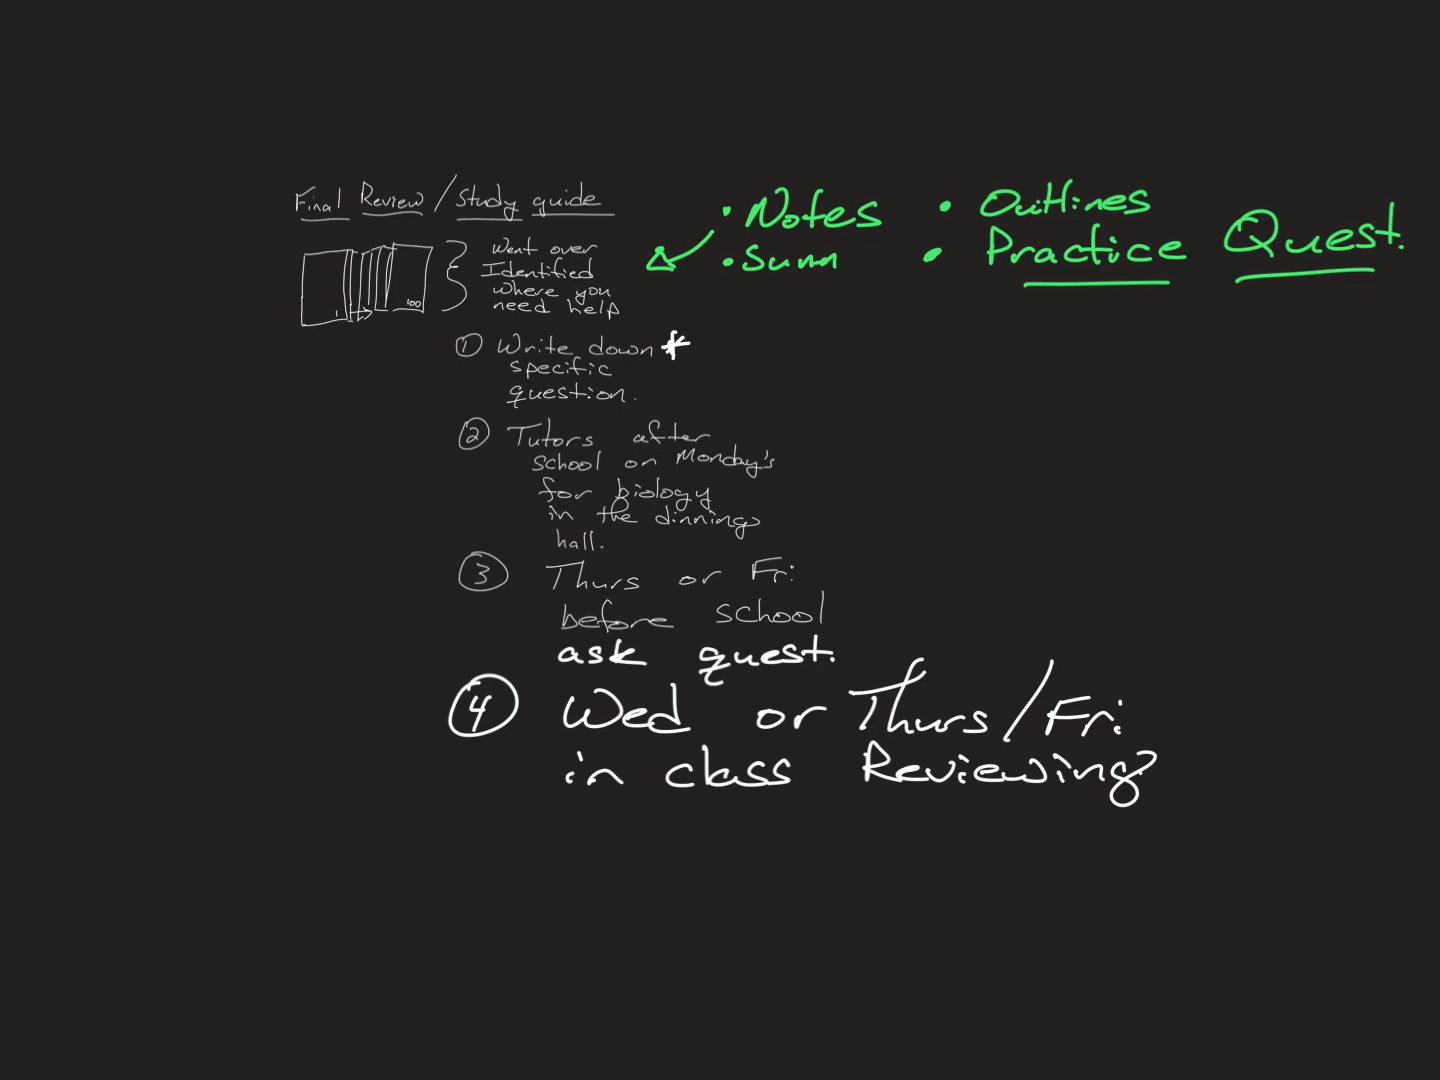 Final Review / Study guide
Went over
Identified
where you
need help
1 → 100
① Write down *
specific
question.
② Tutors after
school on Monday's
for biology
in the dinning
hall.
③ Thurs or Fri
before school
ask quest.
④ Wed or Thurs / Fri
in class Reviewing
• Notes
• Summ
• Outlines
• Practice Quest.